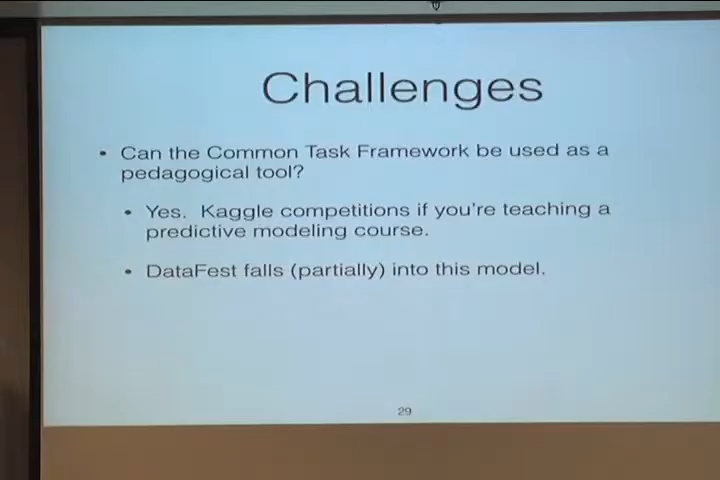 Challenges
• Can the Common Task Framework be used as a
pedagogical tool?
• Yes. Kaggle competitions if you're teaching a
predictive modeling course.
• DataFest falls (partially) into this model.
29